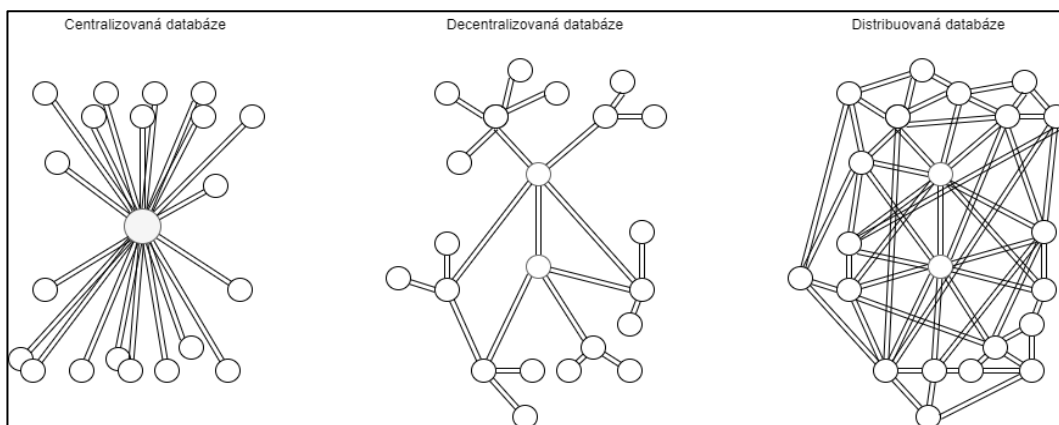 Centralizovaná databáze
Decentralizovaná databáze
Distribuovaná databáze